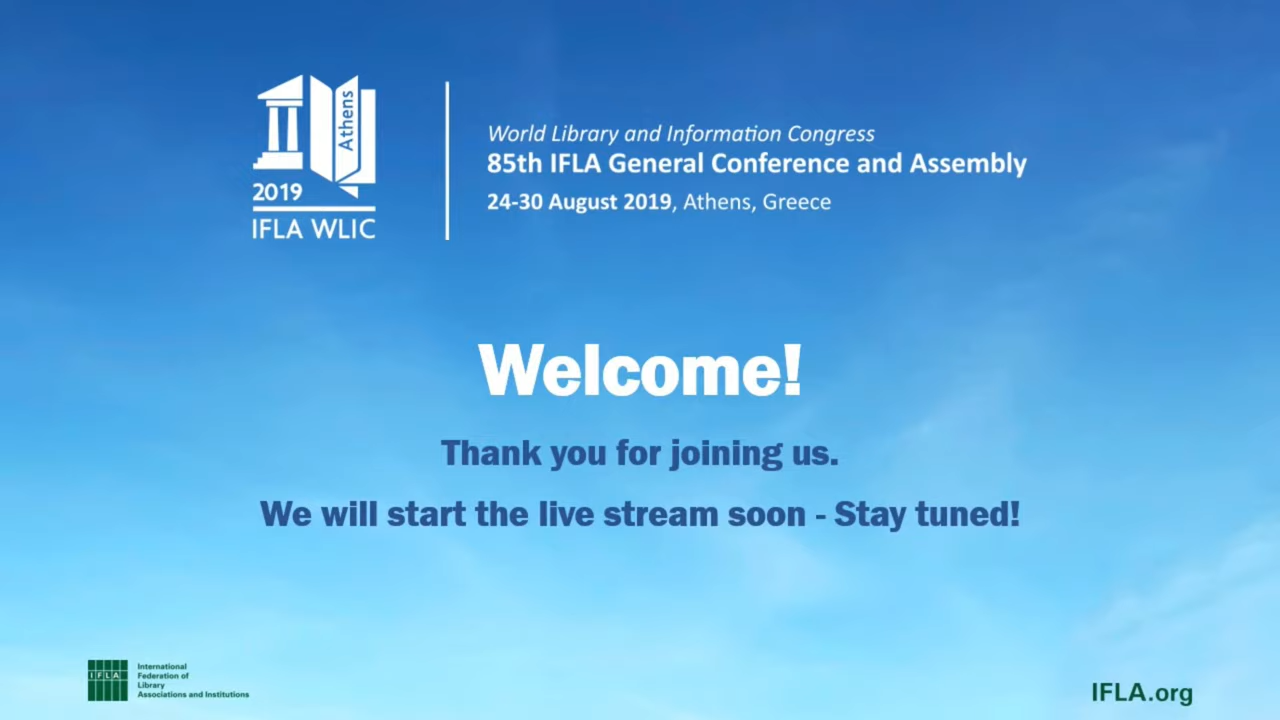 Athens
2019
IFLA WLIC
World Library and Information Congress
85th IFLA General Conference and Assembly
24-30 August 2019, Athens, Greece
Welcome!
Thank you for joining us.
We will start the live stream soon - Stay tuned!
IFLA
International
Federation of
Library
Associations and Institutions
IFLA.org